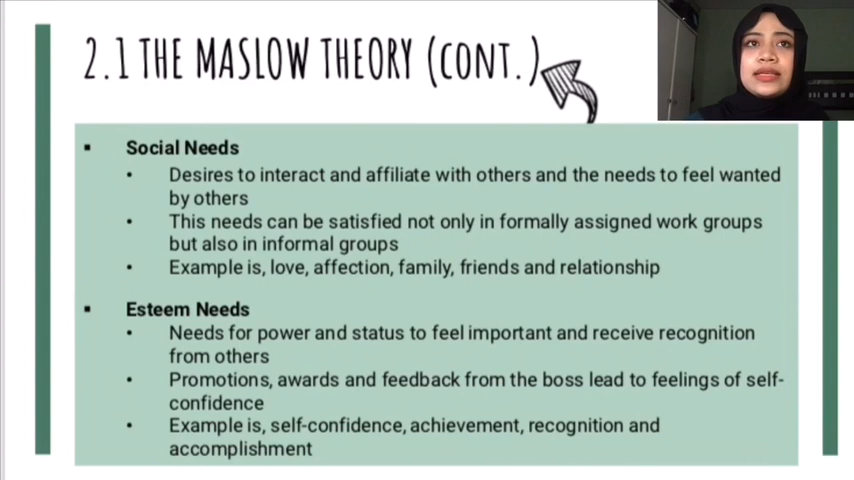 2.1 THE MASLOW THEORY (CONT.)
▪ Social Needs
• Desires to interact and affiliate with others and the needs to feel wanted
by others
• This needs can be satisfied not only in formally assigned work groups
but also in informal groups
• Example is, love, affection, family, friends and relationship
▪ Esteem Needs
• Needs for power and status to feel important and receive recognition
from others
• Promotions, awards and feedback from the boss lead to feelings of self-
confidence
• Example is, self-confidence, achievement, recognition and
accomplishment